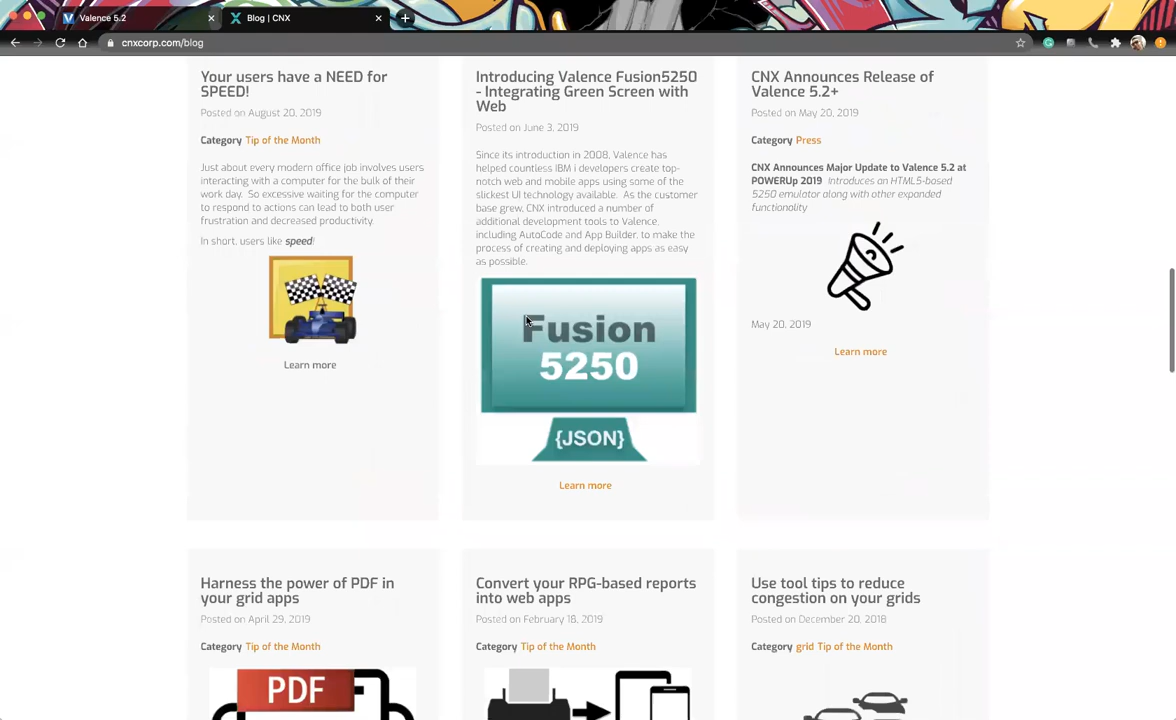 Valence 5.2
Blog | CNX
cnxcorp.com/blog
Your users have a NEED for
SPEED!
Posted on August 20, 2019
Category Tip of the Month
Just about every modern office job involves users
interacting with a computer for the bulk of their
work day. So excessive waiting for the computer
to respond to actions can lead to both user
frustration and decreased productivity.
In short, users like speed!
Learn more
Introducing Valence Fusion5250
- Integrating Green Screen with
Web
Posted on June 3, 2019
Since its introduction in 2008, Valence has
helped countless IBM i developers create top-
notch web and mobile apps using some of the
slickest UI technology available. As the customer
base grew, CNX introduced a number of
additional development tools to Valence,
including AutoCode and App Builder, to make the
process of creating and deploying apps as easy
as possible.
Fusion
5250
{JSON}
Learn more
CNX Announces Release of
Valence 5.2+
Posted on May 20, 2019
Category Press
CNX Announces Major Update to Valence 5.2 at
POWERUp 2019 Introduces an HTML5-based
5250 emulator along with other expanded
functionality
May 20, 2019
Learn more
Harness the power of PDF in
your grid apps
Posted on April 29, 2019
Category Tip of the Month
PDF
Convert your RPG-based reports
into web apps
Posted on February 18, 2019
Category Tip of the Month
Use tool tips to reduce
congestion on your grids
Posted on December 20, 2018
Category grid Tip of the Month